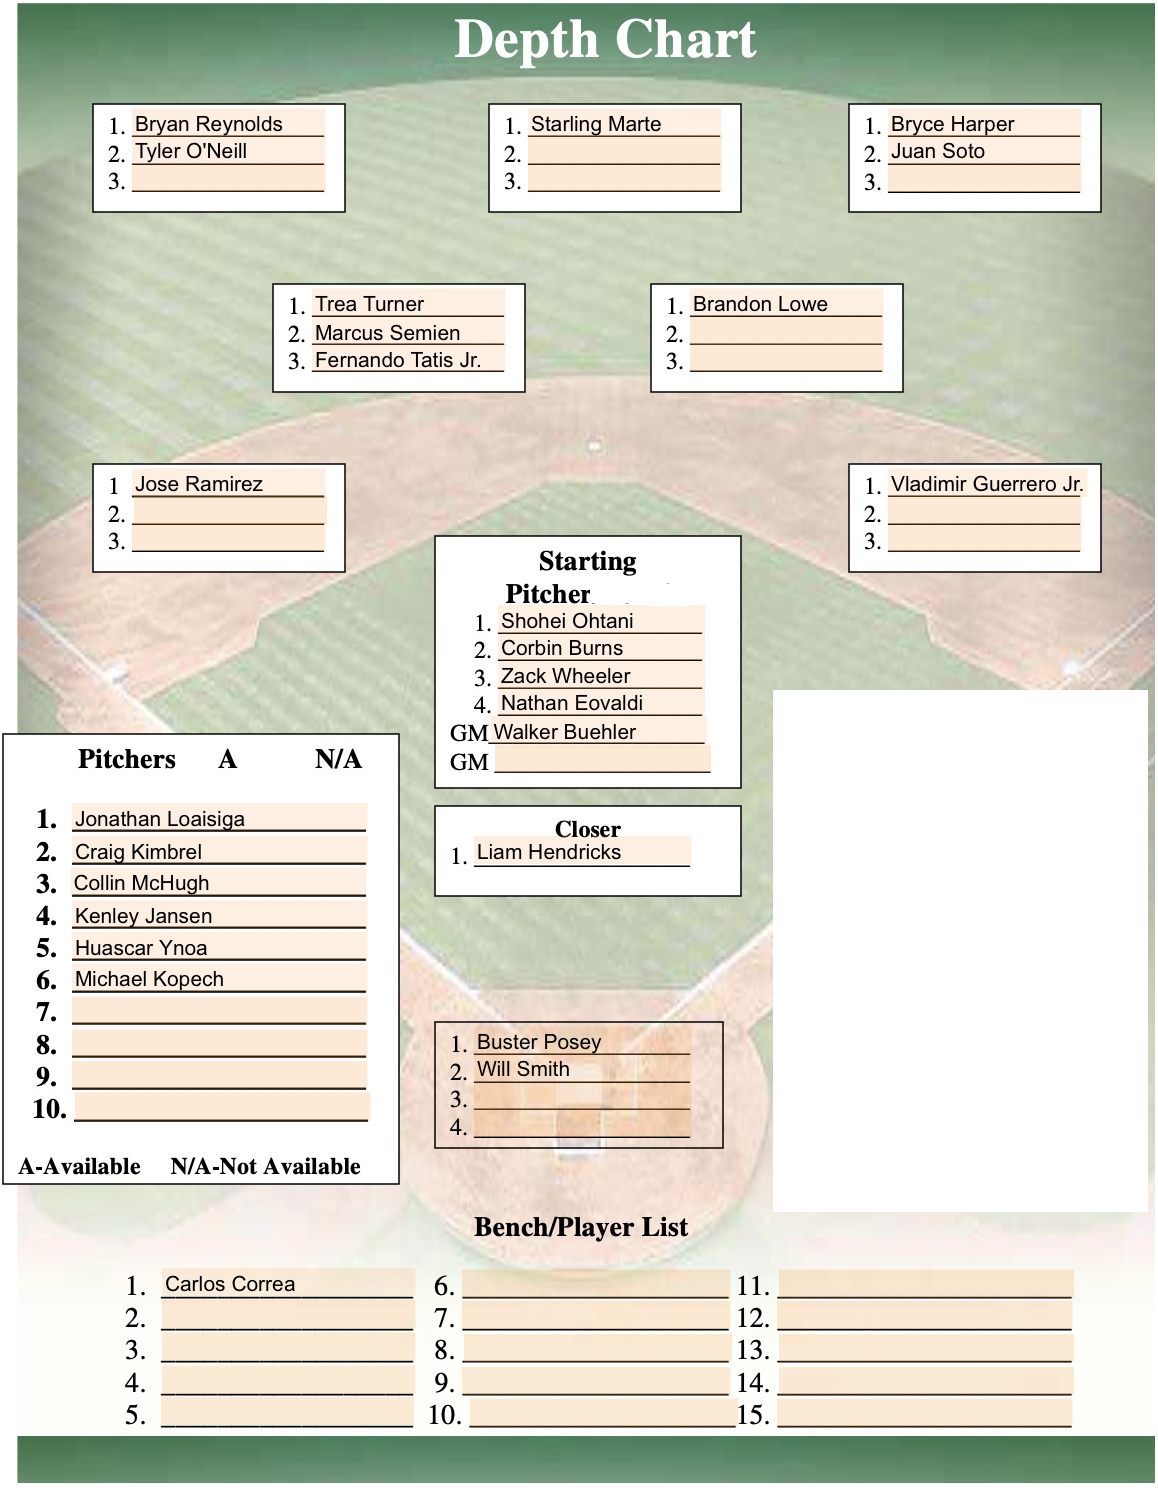 Depth Chart
1. Bryan Reynolds
2. Tyler O'Neill
3.
1. Starling Marte
2.
3.
1. Bryce Harper
2. Juan Soto
3.
1. Trea Turner
2. Marcus Semien
3. Fernando Tatis Jr.
1. Brandon Lowe
2.
3.
1 Jose Ramirez
2.
3.
1. Vladimir Guerrero Jr.
2.
3.
Starting
Pitcher
1. Shohei Ohtani
2. Corbin Burns
3. Zack Wheeler
4. Nathan Eovaldi
GM Walker Buehler
GM
Pitchers A N/A
1. Jonathan Loaisiga
2. Craig Kimbrel
3. Collin McHugh
4. Kenley Jansen
5. Huascar Ynoa
6. Michael Kopech
7.
8.
9.
10.
A-Available N/A-Not Available
Closer
1. Liam Hendricks
1. Buster Posey
2. Will Smith
3.
4.
Bench/Player List
1. Carlos Correa
2.
3.
4.
5.
6.
7.
8.
9.
10.
11.
12.
13.
14.
15.